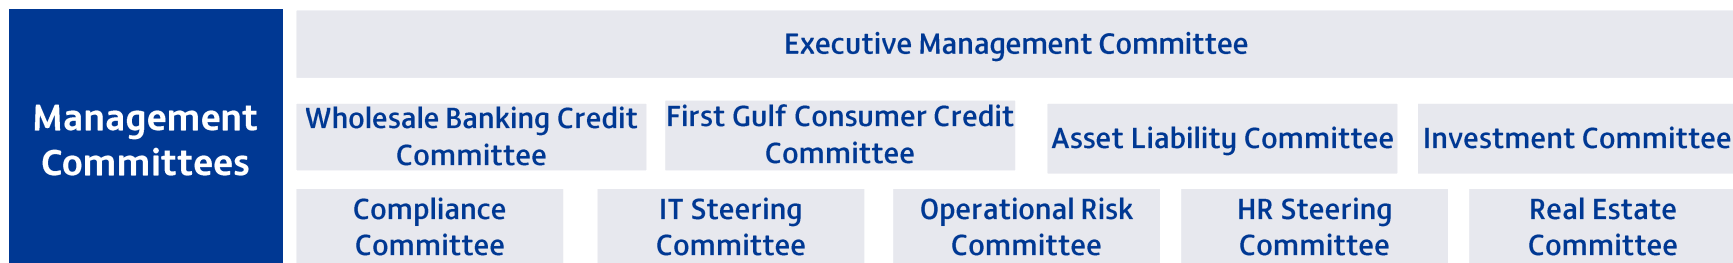 Management
Committees
Executive Management Committee
Wholesale Banking Credit
Committee
First Gulf Consumer Credit
Committee
Asset Liability Committee
Investment Committee
Compliance
Committee
IT Steering
Committee
Operational Risk
Committee
HR Steering
Committee
Real Estate
Committee